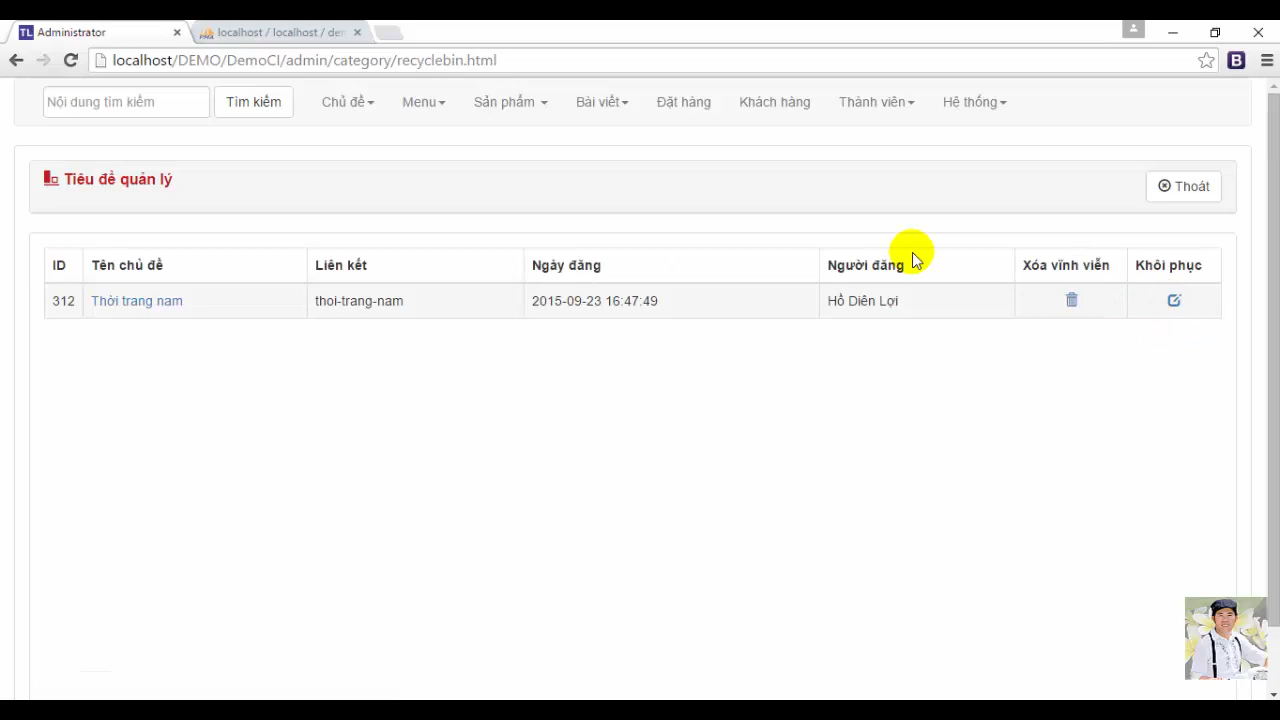 TL Administrator
localhost / localhost / den
localhost/DEMO/DemoCI/admin/category/recyclebin.html
B
Nội dung tìm kiếm Tìm kiếm Chủ đề Menu Sản phẩm Bài viết Đặt hàng Khách hàng Thành viên Hệ thống
Tiêu đề quản lý
Thoát
ID Tên chủ đề Liên kết Ngày đăng Người đăng Xóa vĩnh viễn Khôi phục
312 Thời trang nam thoi-trang-nam 2015-09-23 16:47:49 Hồ Diên Lợi